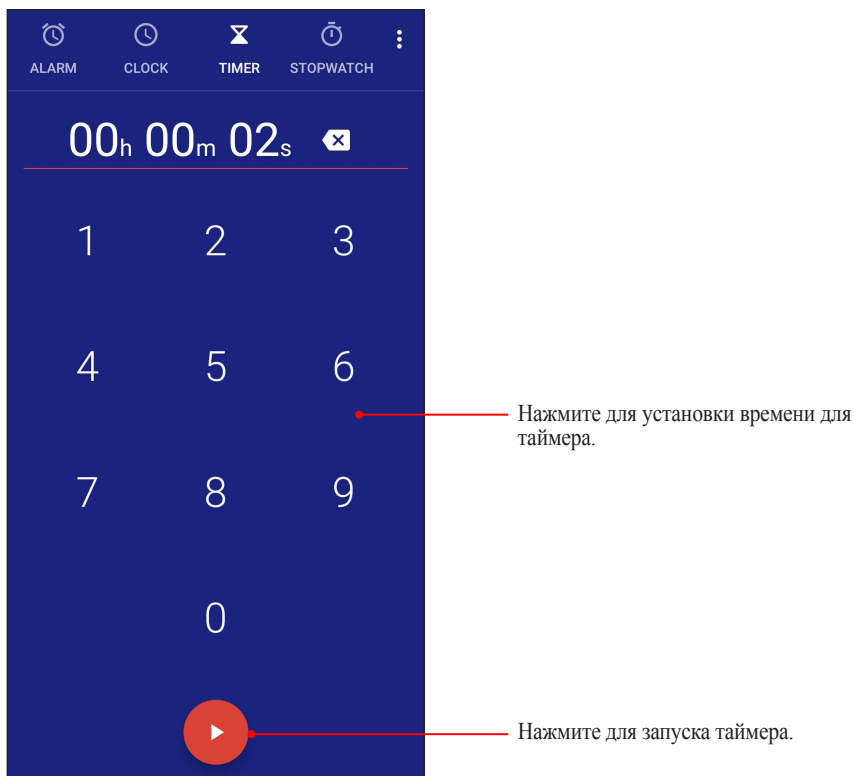 ALARM CLOCK TIMER STOPWATCH
00h 00m 02s
1 2 3
4 5 6
Нажмите для установки времени для
таймера.
7 8 9
0
Нажмите для запуска таймера.